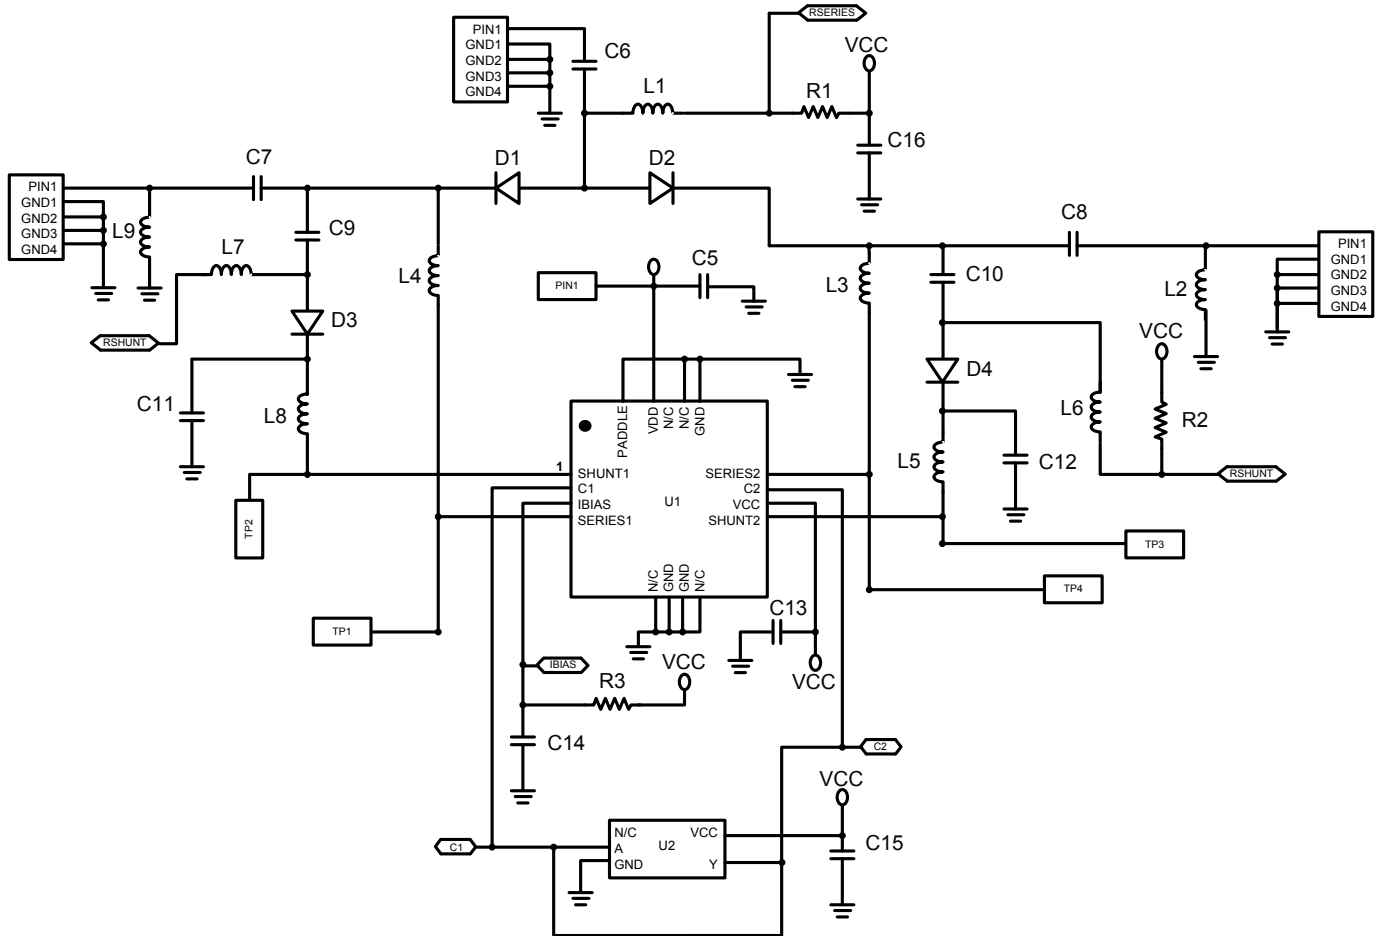 RSERIES
PIN1
GND1
GND2
GND3
GND4
C6
VCC
L1
R1
C16
C7
D1
D2
PIN1
GND1
GND2
GND3
GND4
L9
C9
L7
L4
C8
PIN1
GND1
GND2
GND3
GND4
C5
PIN1
L3
C10
L2
VCC
RSHUNT
D3
D4
C11
L8
L6
R2
PADDLE
VDD
N/C
N/C
GND
1
SHUNT1
C1
IBIAS
SERIES1
U1
SERIES2
C2
VCC
SHUNT2
L5
C12
RSHUNT
TP2
TP3
N/C
GND
GND
N/C
TP4
TP1
C13
IBIAS
VCC
VCC
R3
C14
C2
VCC
C1
N/C
A
GND
U2
VCC
Y
C15